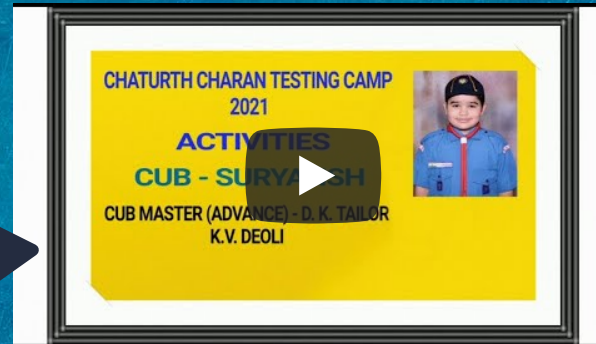 CHATURTH CHARAN TESTING CAMP
2021
ACTIVITIES
CUB -
CUB MASTER (ADVANCE) - D. K. TAILOR
K.V. DEOLI